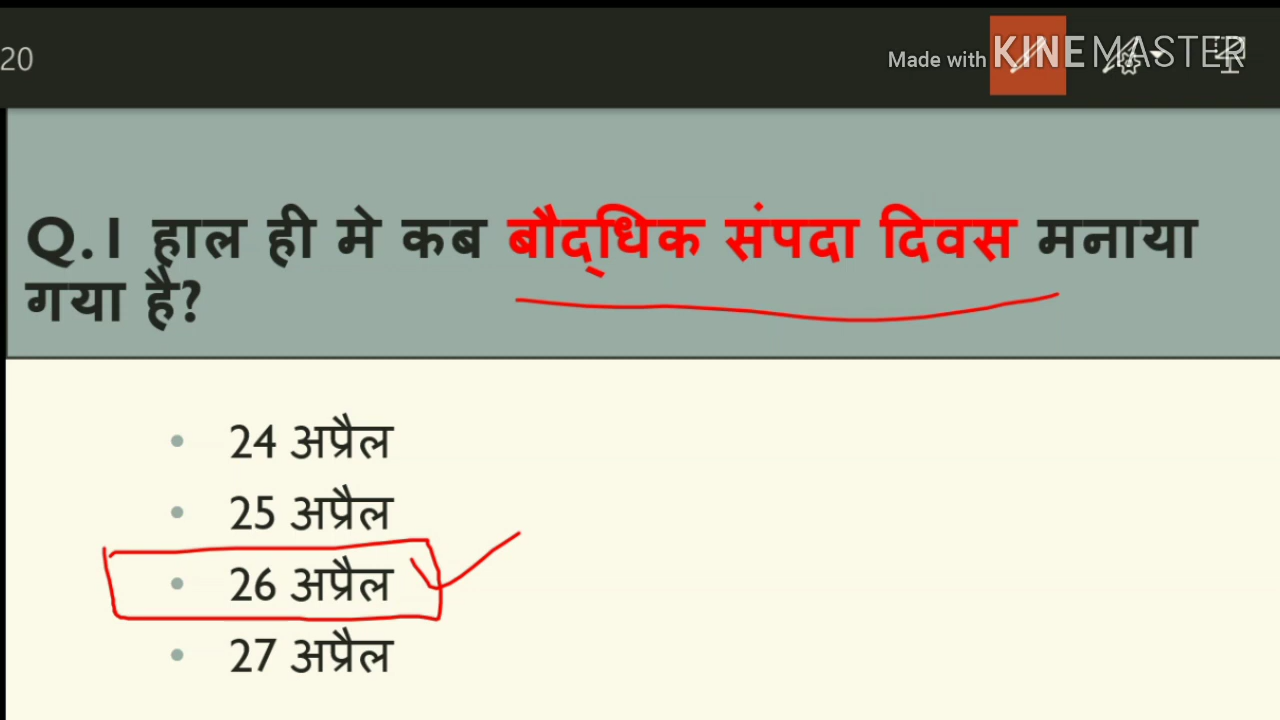 20
Made with KINEMASTER
Q.1 हाल ही मे कब बौद्धिक संपदा दिवस मनाया
गया है?
• 24 अप्रैल
• 25 अप्रैल
• 26 अप्रैल
• 27 अप्रैल